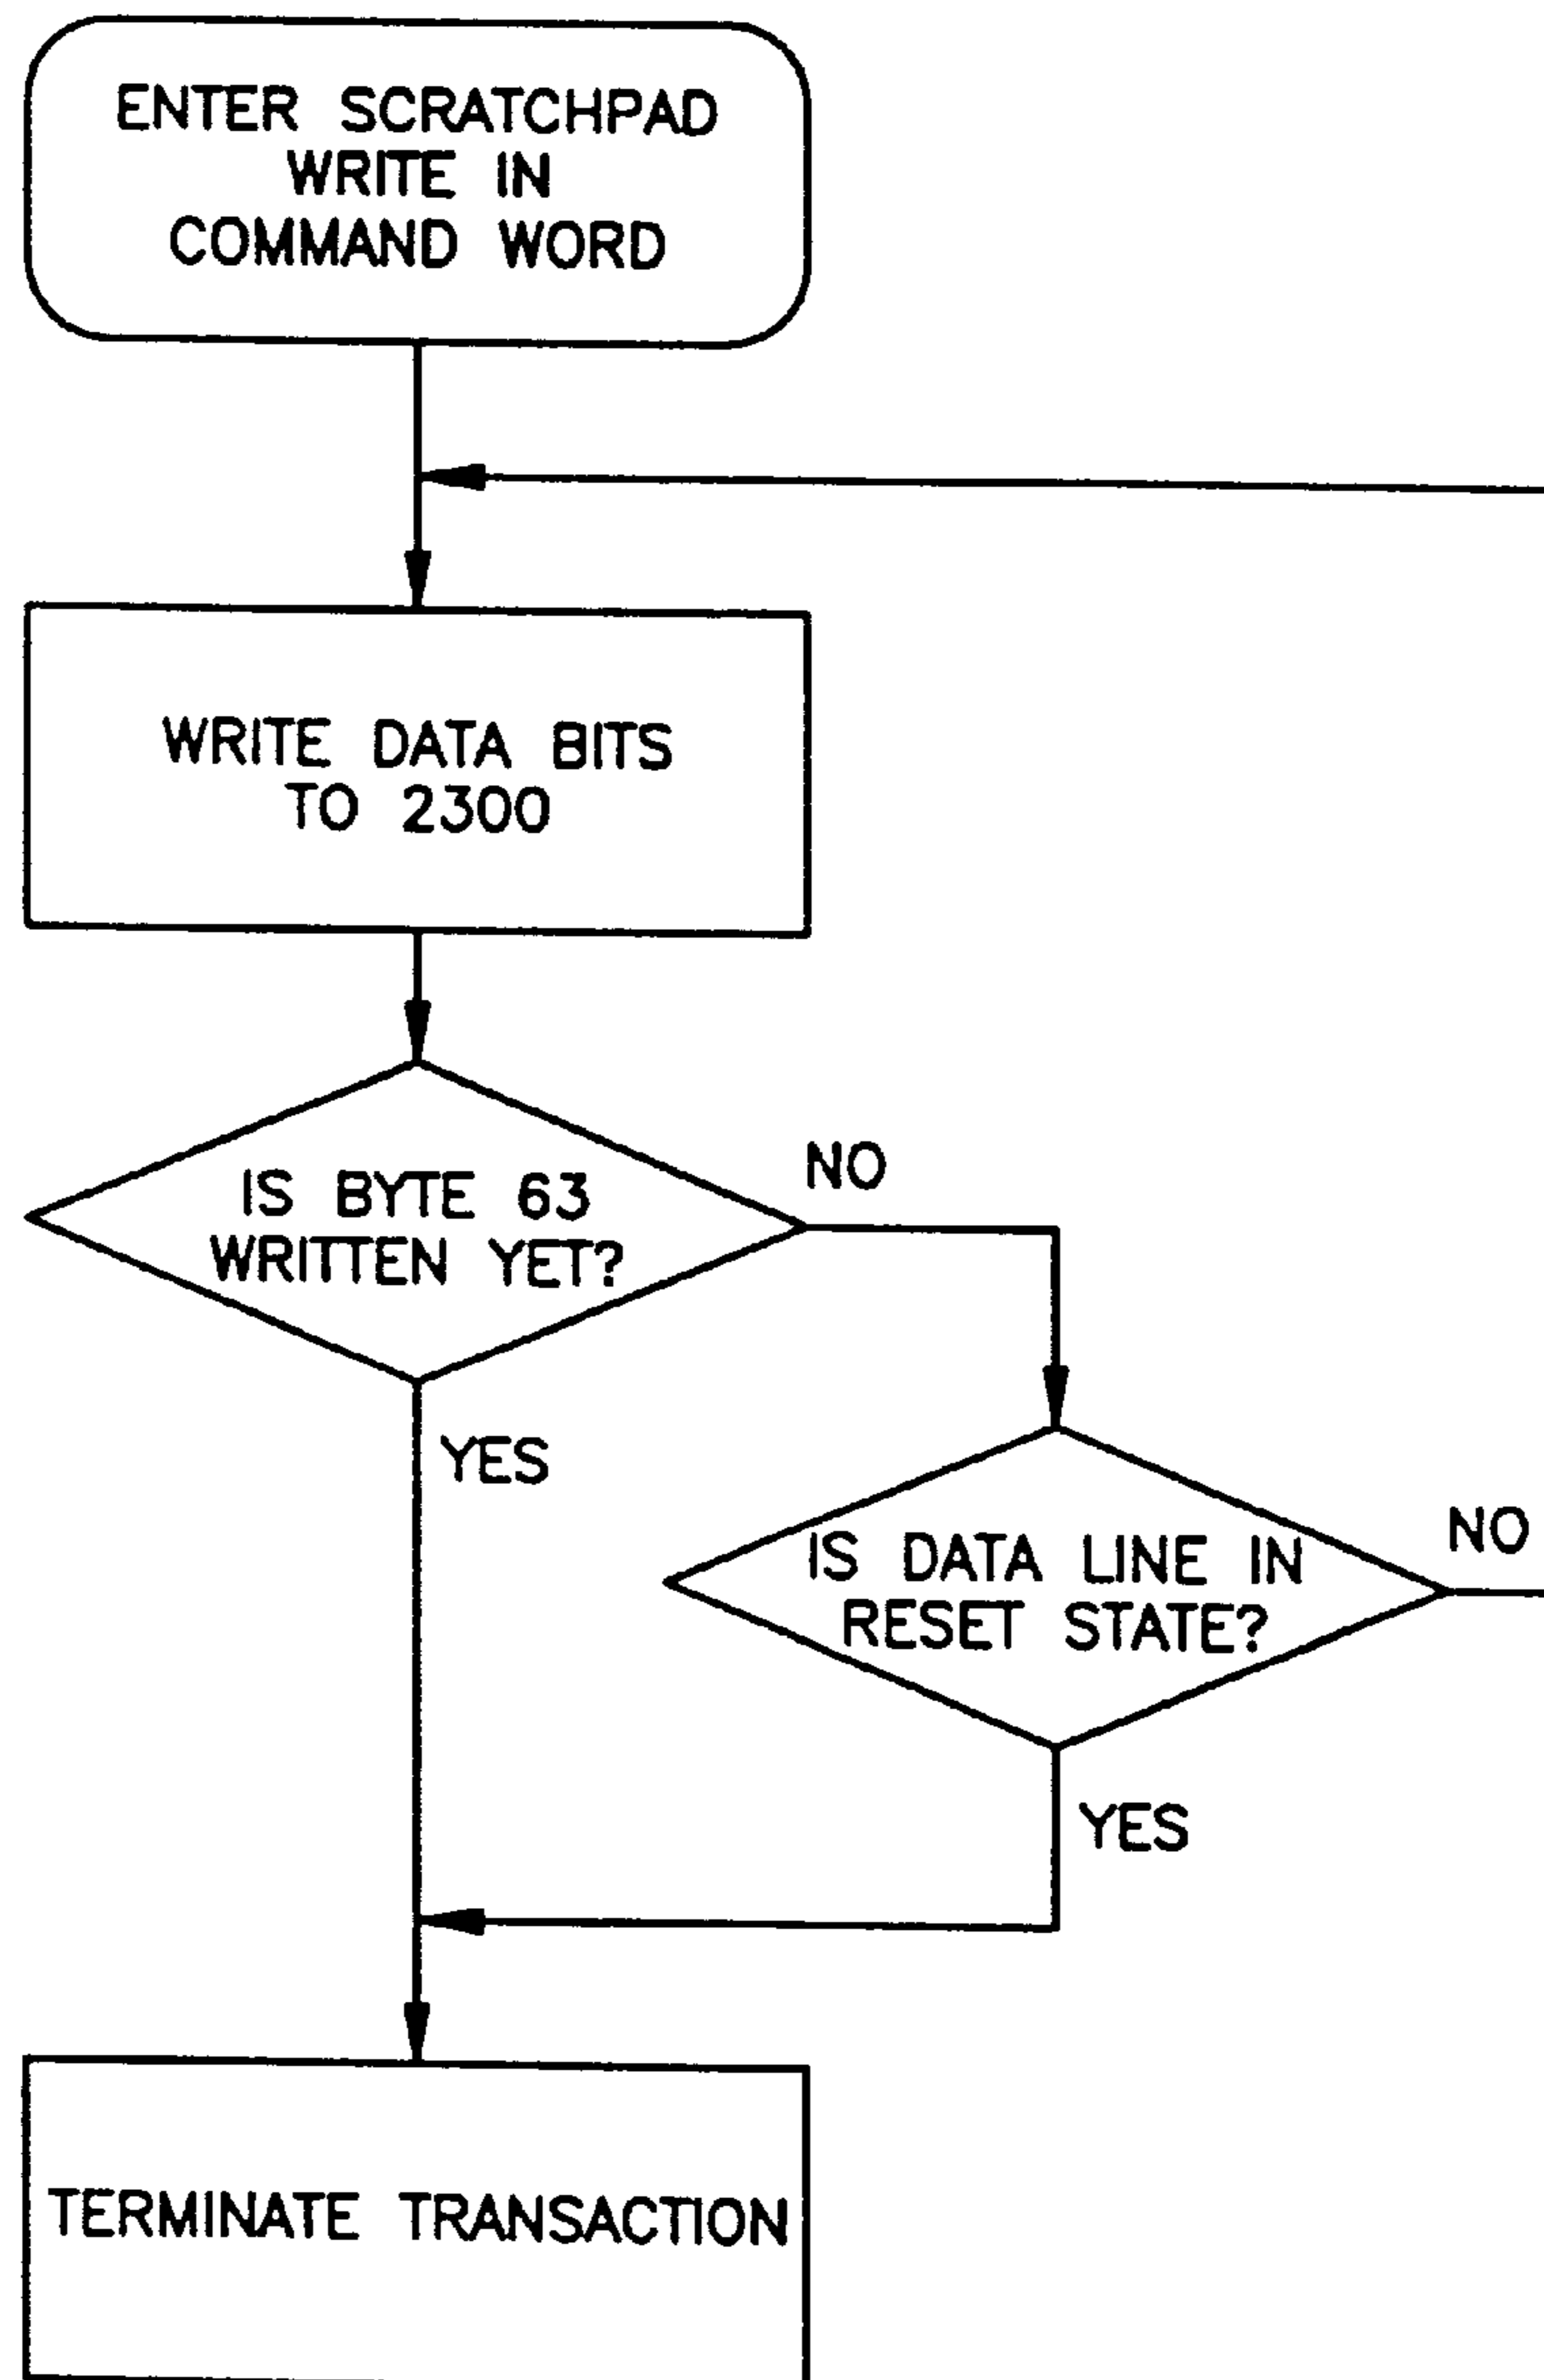 ENTER SCRATCHPAD
WRITE IN
COMMAND WORD
WRITE DATA BITS
TO 2300
IS BYTE 63
WRITTEN YET?
NO
YES
IS DATA LINE IN
RESET STATE?
NO
YES
TERMINATE TRANSACTION